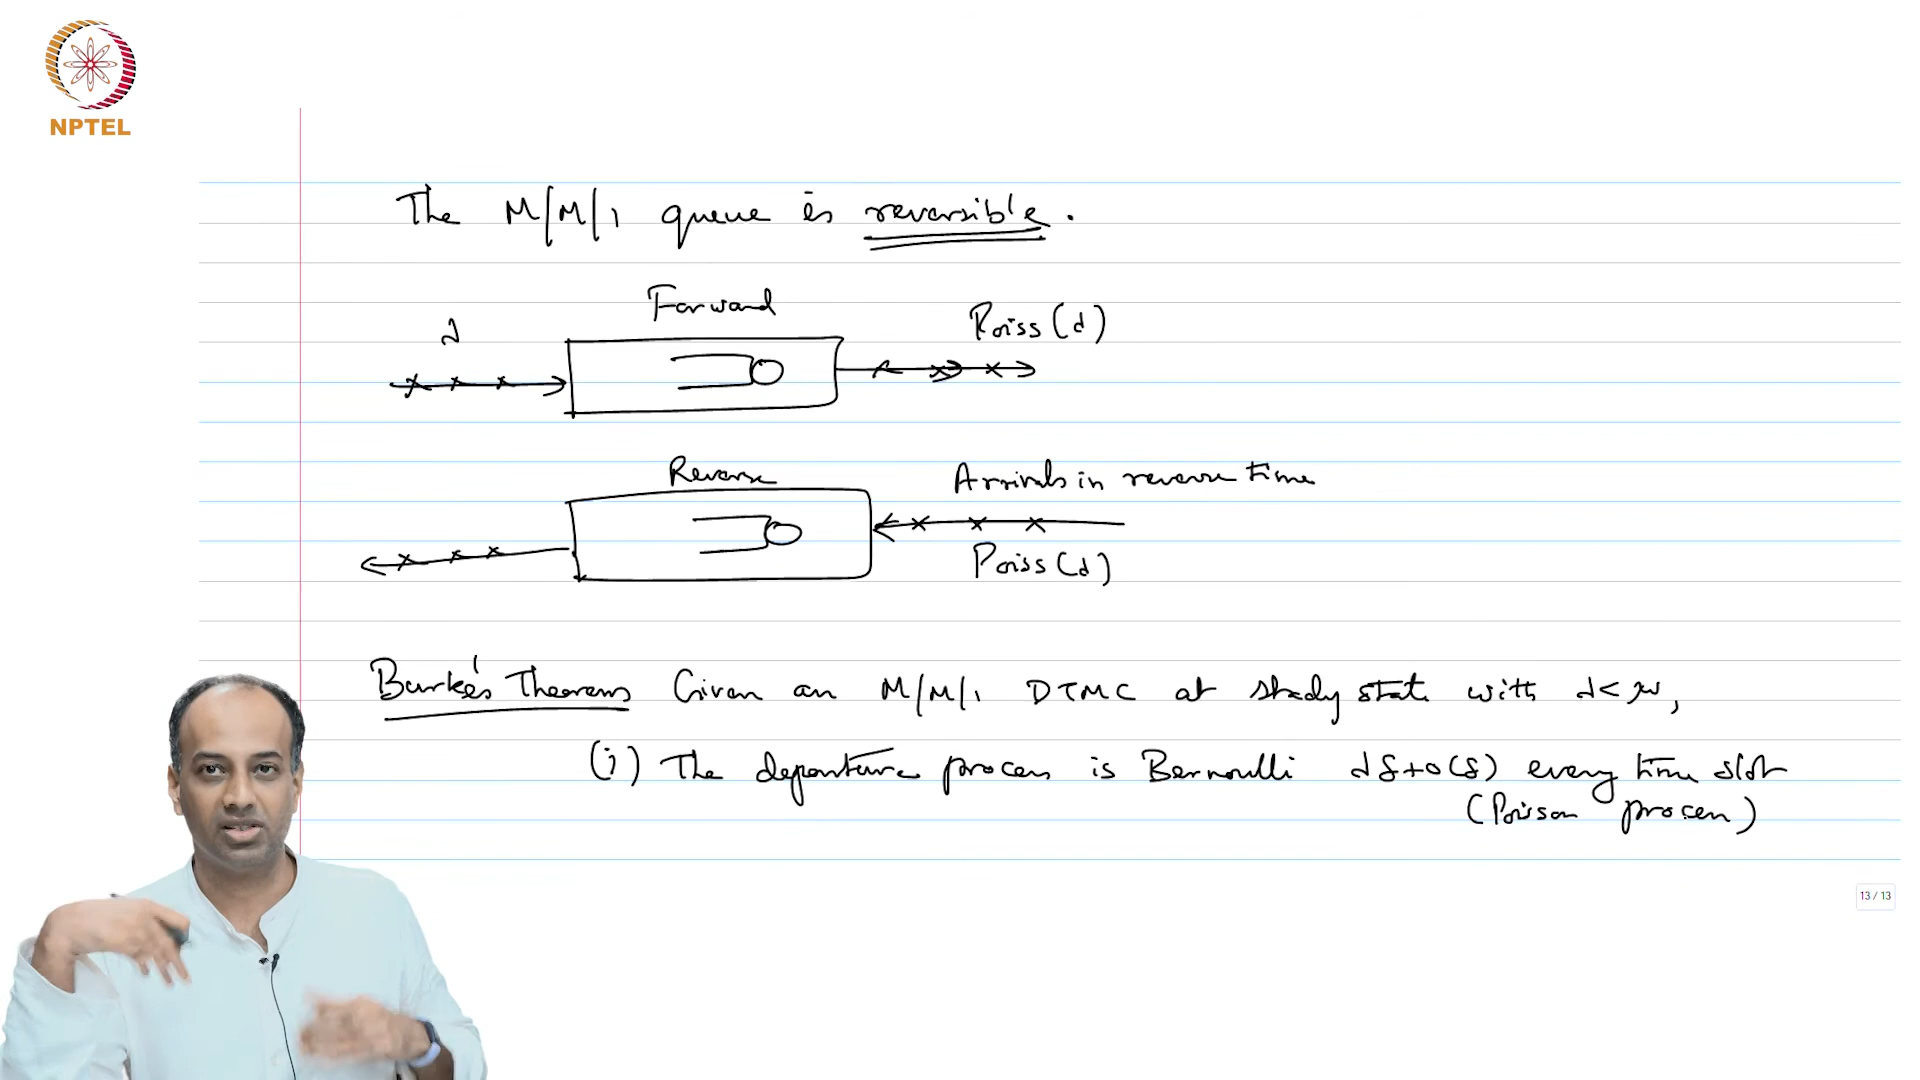 NPTEL
The M/M/1 queue is reversible.
Forward
λ
Poiss(λ)
Reverse
Arrivals in reverse time
Poiss(λ)
Burke's Theorem Given an M/M/1 DTMC at steady state with λ<μ,
(i) The departure process is Bernoulli λδ+o(δ) every time slot
(Poisson process)
13 / 13